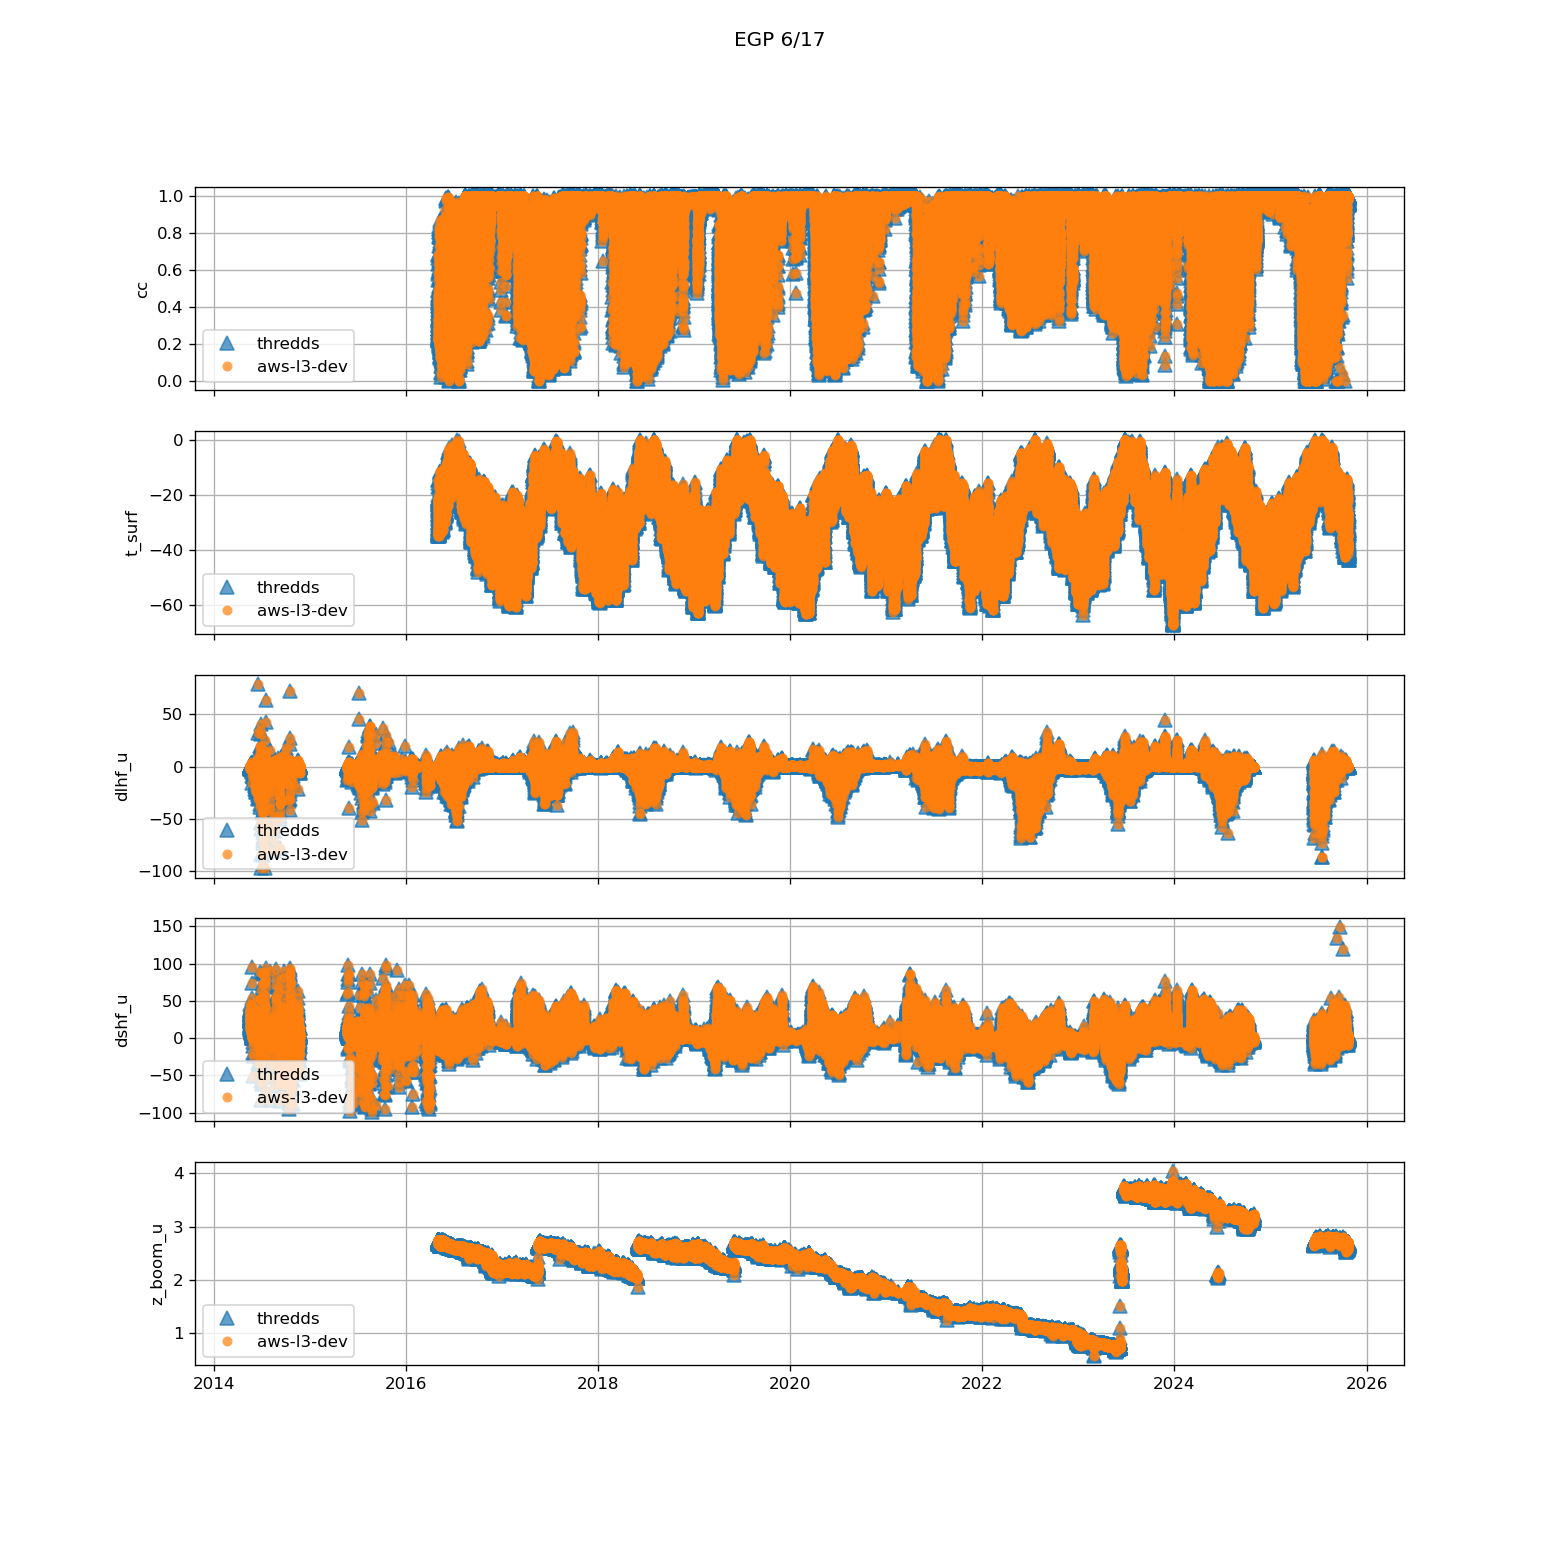 EGP 6/17
cc
1.0
0.8
0.6
0.4
0.2
0.0
thredds
aws-l3-dev
t_surf
0
−20
−40
−60
thredds
aws-l3-dev
dlhf_u
50
0
−50
−100
thredds
aws-l3-dev
dshf_u
150
100
50
0
−50
−100
thredds
aws-l3-dev
z_boom_u
4
3
2
1
thredds
aws-l3-dev
2014 2016 2018 2020 2022 2024 2026